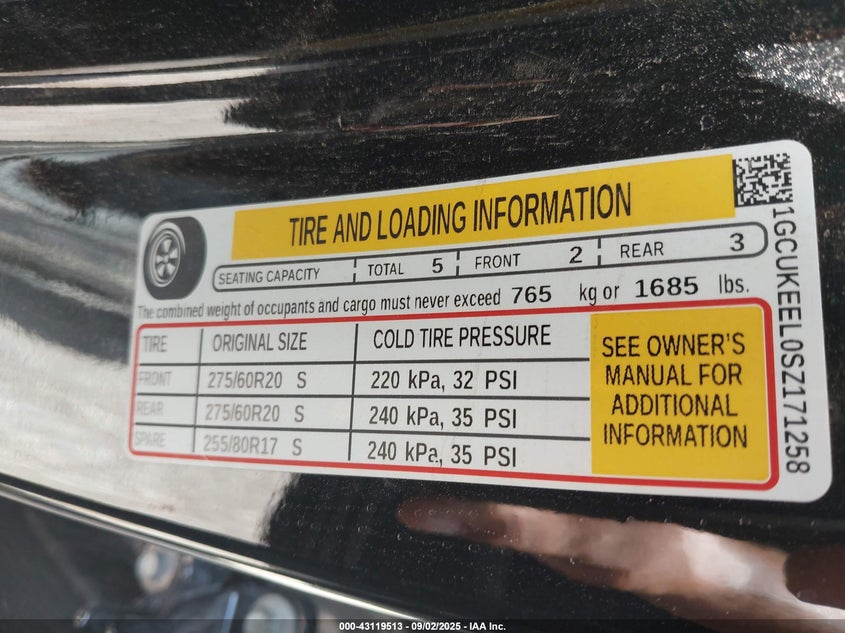 TIRE AND LOADING INFORMATION
SEATING CAPACITY TOTAL 5 FRONT 2 REAR 3
The combined weight of occupants and cargo must never exceed 765 kg or 1685 lbs.
TIRE ORIGINAL SIZE COLD TIRE PRESSURE
FRONT 275/60R20 S 220 kPa, 32 PSI
REAR 275/60R20 S 240 kPa, 35 PSI
SPARE 255/80R17 S 240 kPa, 35 PSI
SEE OWNER'S
MANUAL FOR
ADDITIONAL
INFORMATION
1GCUKEEL0SZ171258
000-43119513 - 09/02/2025 - IAA Inc.